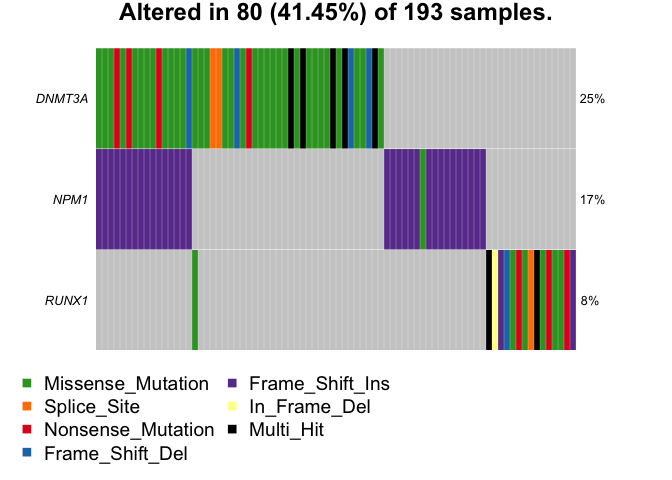 Altered in 80 (41.45%) of 193 samples.
DNMT3A
25%
NPM1
17%
RUNX1
8%
Missense_Mutation
Frame_Shift_Ins
Splice_Site
In_Frame_Del
Nonsense_Mutation
Multi_Hit
Frame_Shift_Del